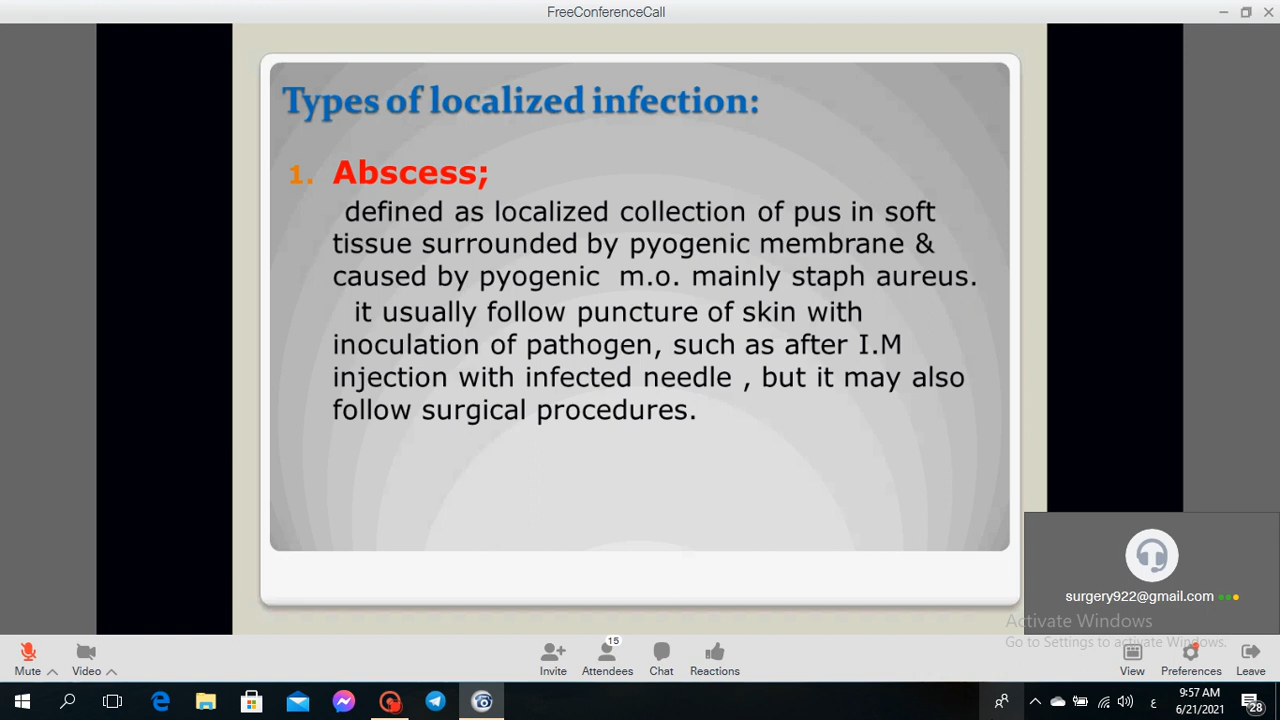 FreeConferenceCall
Types of localized infection:
1. Abscess;
defined as localized collection of pus in soft
tissue surrounded by pyogenic membrane &
caused by pyogenic m.o. mainly staph aureus.
it usually follow puncture of skin with
inoculation of pathogen, such as after I.M
injection with infected needle , but it may also
follow surgical procedures.
surgery922@gmail.com
Activate Windows
Go to Settings to activate Windows.
15
Mute
Video
Invite
Attendees
Chat
Reactions
View
Preferences
Leave
ع
9:57 AM
6/21/2021
28